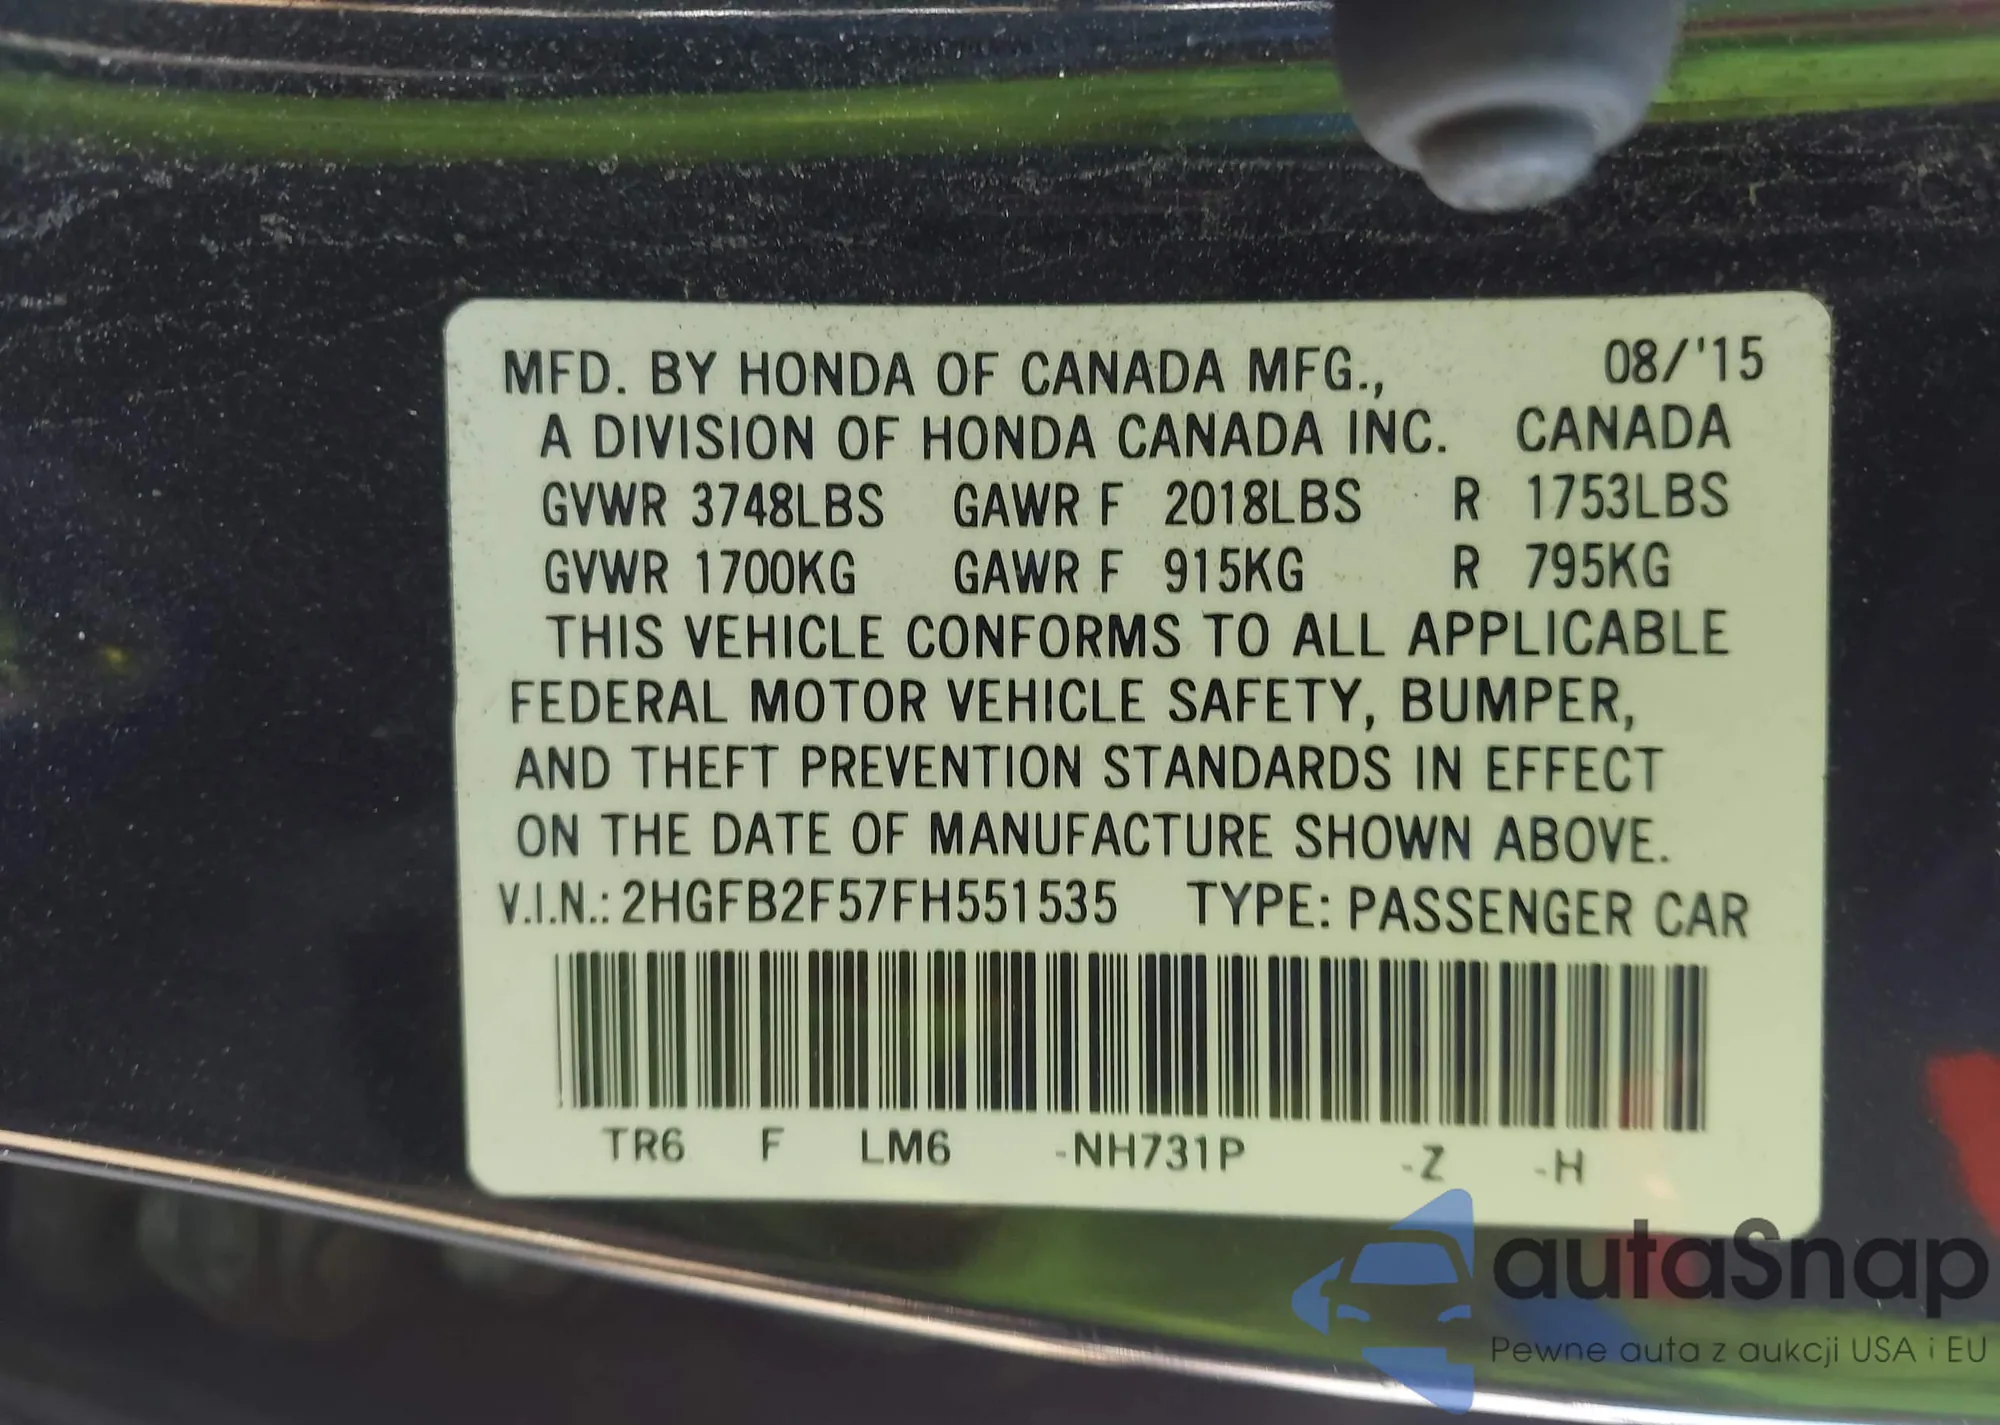 MFD. BY HONDA OF CANADA MFG., 08/'15
A DIVISION OF HONDA CANADA INC. CANADA
GVWR 3748LBS GAWR F 2018LBS R 1753LBS
GVWR 1700KG GAWR F 915KG R 795KG
THIS VEHICLE CONFORMS TO ALL APPLICABLE
FEDERAL MOTOR VEHICLE SAFETY, BUMPER,
AND THEFT PREVENTION STANDARDS IN EFFECT
ON THE DATE OF MANUFACTURE SHOWN ABOVE.
V.I.N.: 2HGFB2F57FH551535 TYPE: PASSENGER CAR
TR6 F LM6 -NH731P -Z -H
autaSnap
Pewne auta z aukcji USA i EU